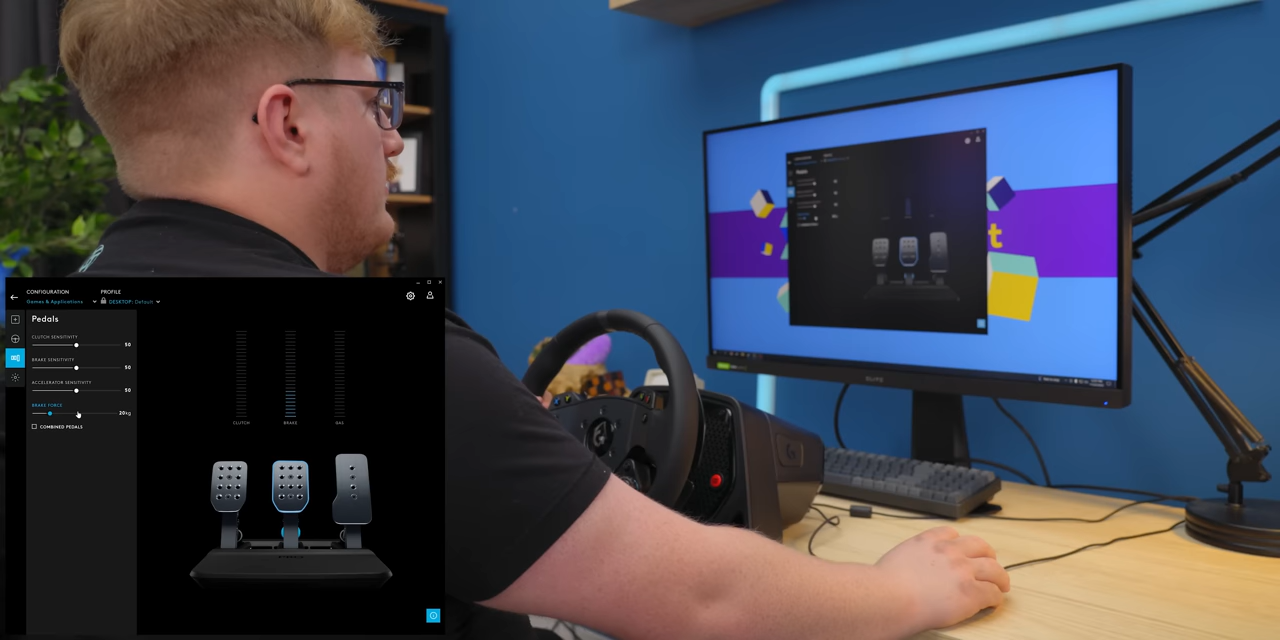 CONFIGURATION
Games & Applications
PROFILE
DESKTOP: Default
Pedals
CLUTCH SENSITIVITY
50
BRAKE SENSITIVITY
50
ACCELERATOR SENSITIVITY
50
BRAKE FORCE
20kg
COMBINED PEDALS
CLUTCH
BRAKE
GAS
t